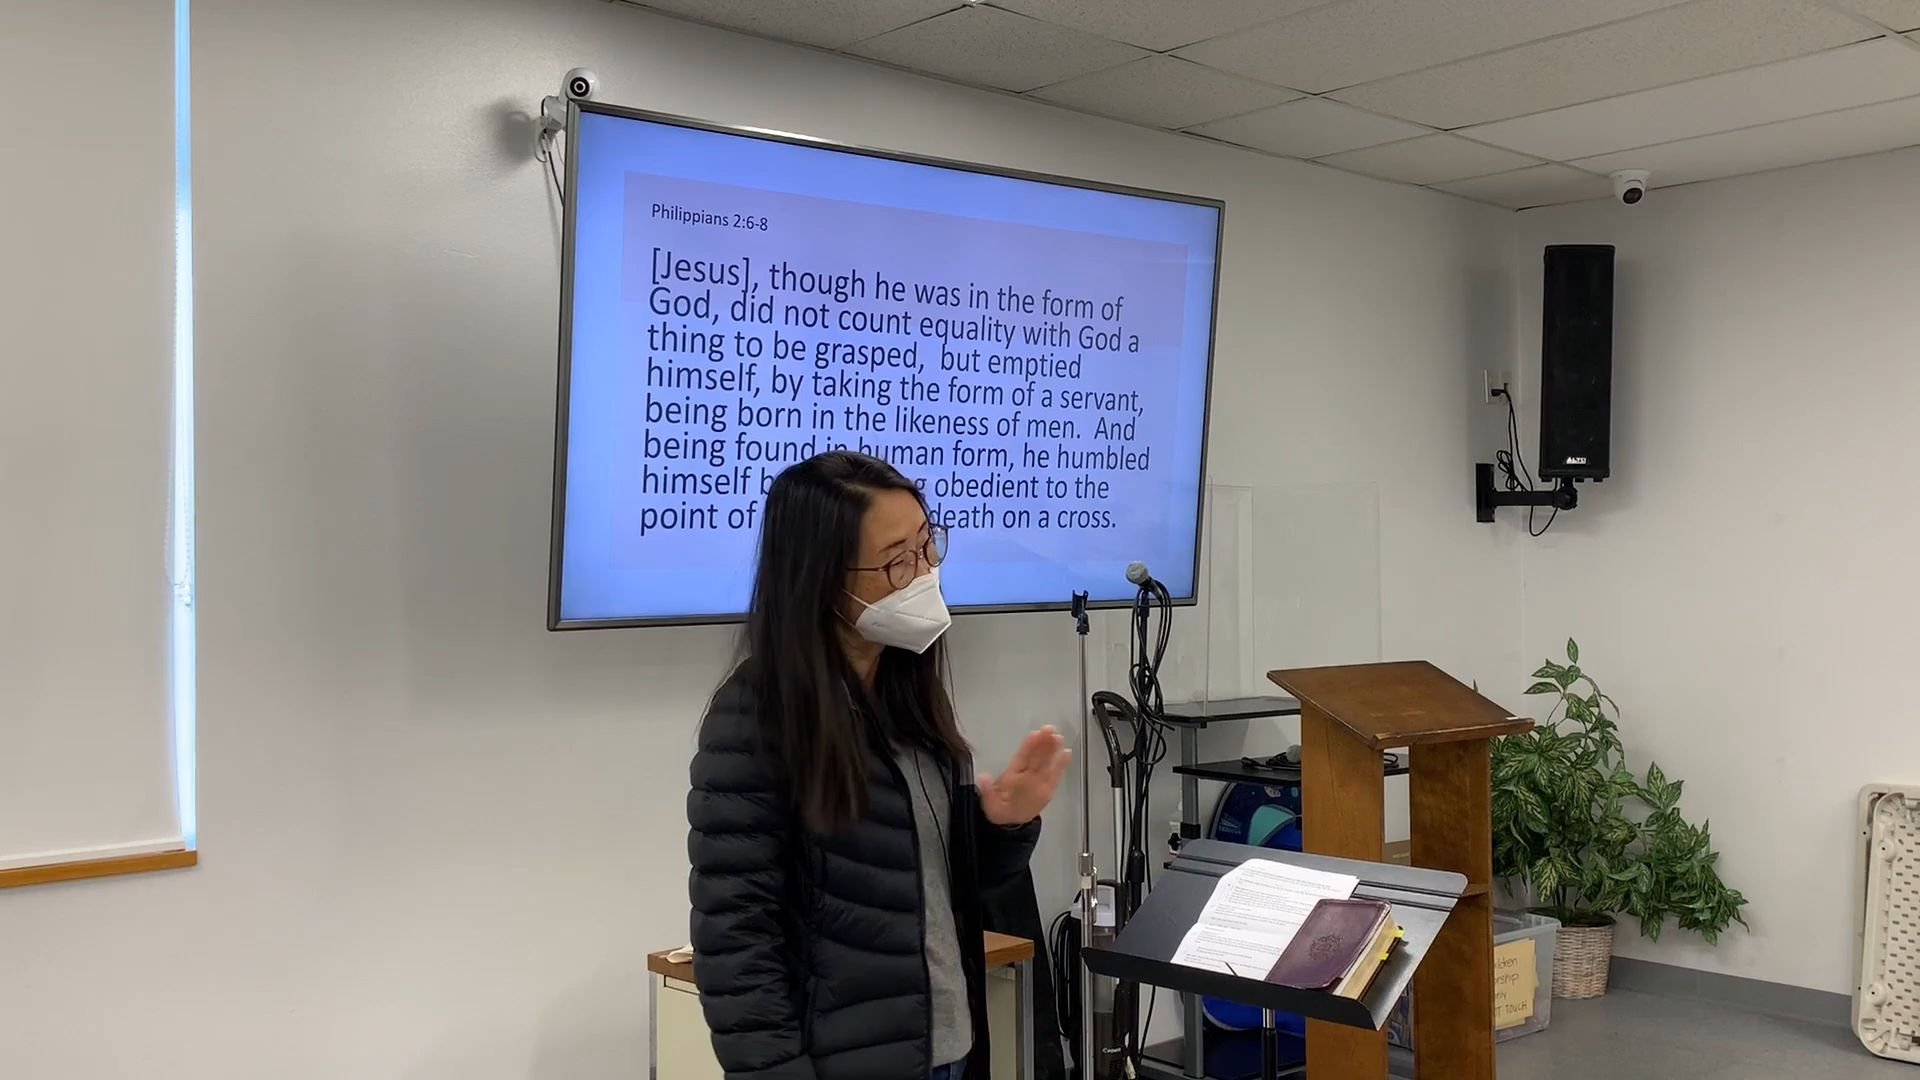 Philippians 2:6-8
[Jesus], though he was in the form of
God, did not count equality with God a
thing to be grasped, but emptied
himself, by taking the form of a servant,
being born in the likeness of men. And
being found in human form, he humbled
himself obedient to the
point of death on a cross.
ALTO
TOUCH